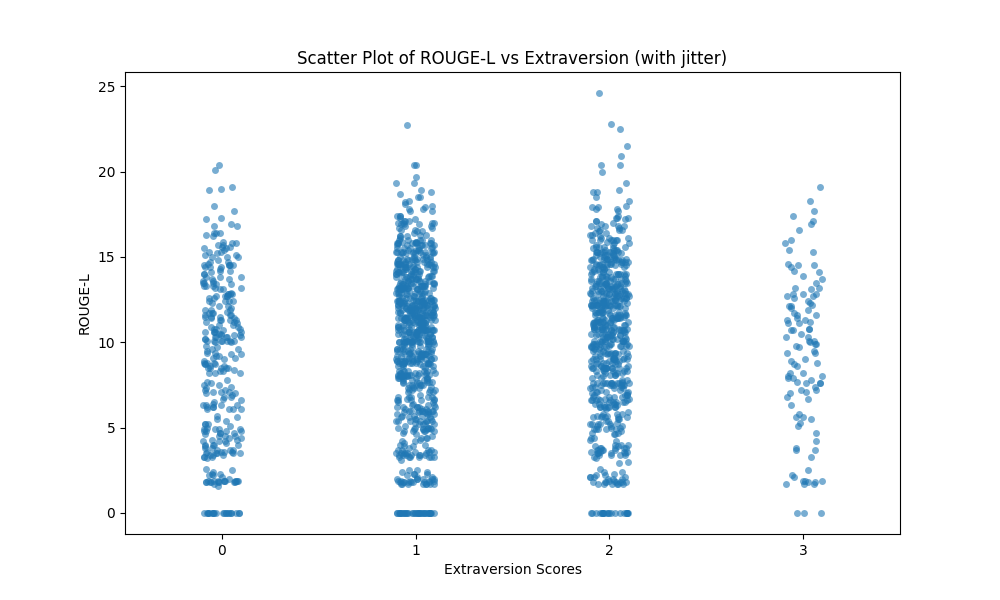 Scatter Plot of ROUGE-L vs Extraversion (with jitter)
25
20
15
10
5
0
ROUGE-L
0 1 2 3
Extraversion Scores